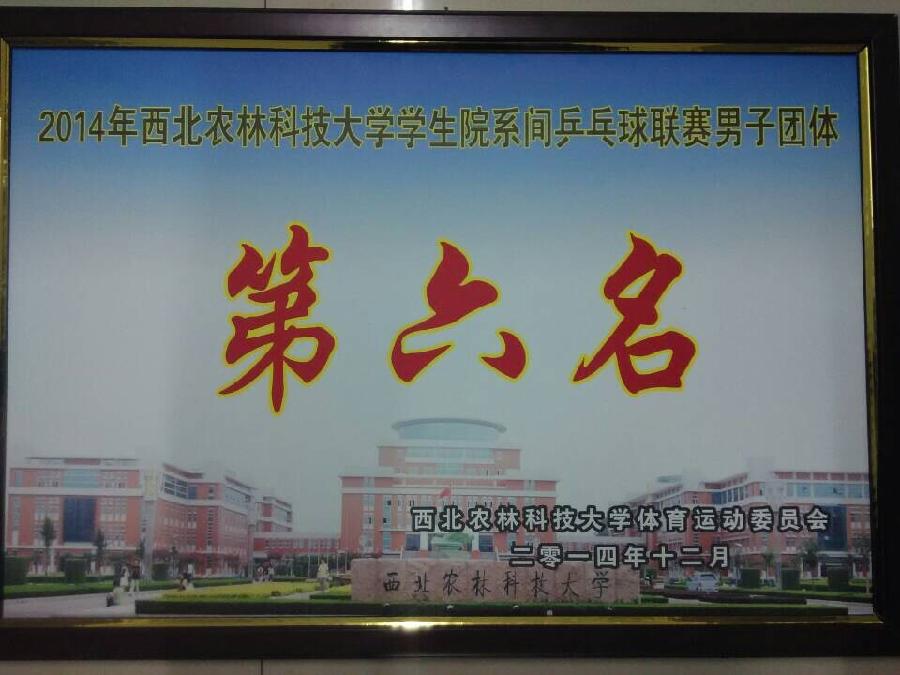 2014年西北农林科技大学学生院系间乒乓球联赛男子团体
第六名
西北农林科技大学体育运动委员会
二零一四年十二月
西北农林科技大学